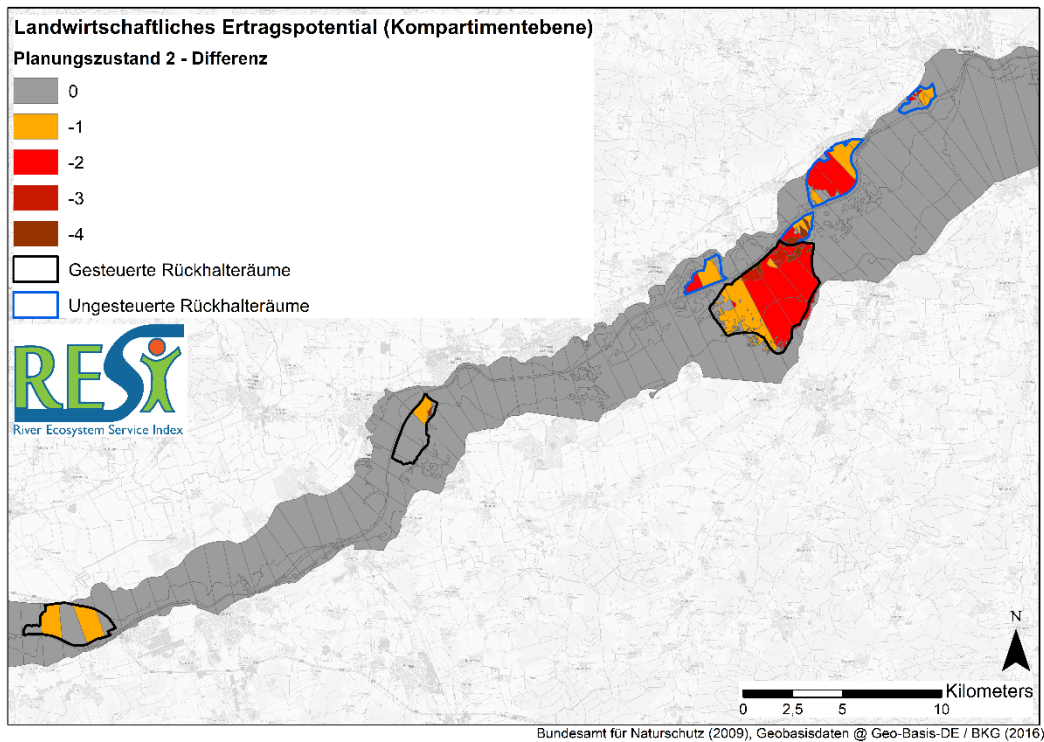 Landwirtschaftliches Ertragspotential (Kompartimentebene)
Planungszustand 2 - Differenz
0
-1
-2
-3
-4
Gesteuerte Rückhalteräume
Ungesteuerte Rückhalteräume
RESI
River Ecosystem Service Index
N
Kilometers
0 2,5 5 10
Bundesamt für Naturschutz (2009), Geobasisdaten @ Geo-Basis-DE / BKG (2016)